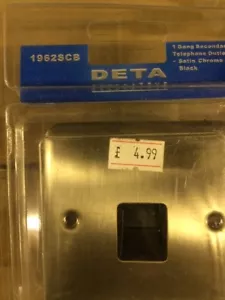 1962SCB
DETA
1 Gang Secondary
Telephone Outlet
- Satin Chrome
Black
£ 4.99